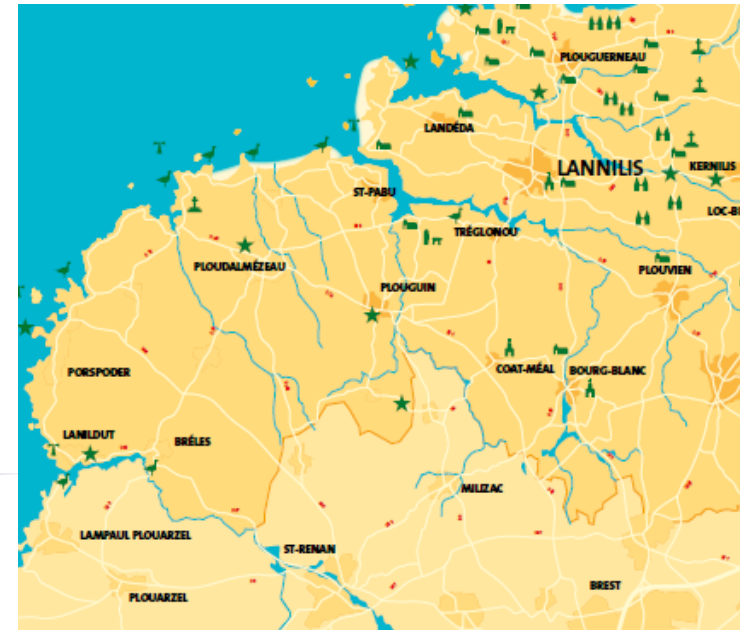 PLOUGUERNEAU
LANDÉDA
LANNILIS
KERNILIS
ST-PABU
LOC-B
TRÉGLONOU
PLOUDALMÉZEAU
PLOUVIEN
PLOUGUIN
PORSPODER
COAT-MÉAL
BOURG-BLANC
LANILDUT
BRÉLES
MILIZAC
LAMPAUL PLOUARZEL
ST-RENAN
BREST
PLOUARZEL